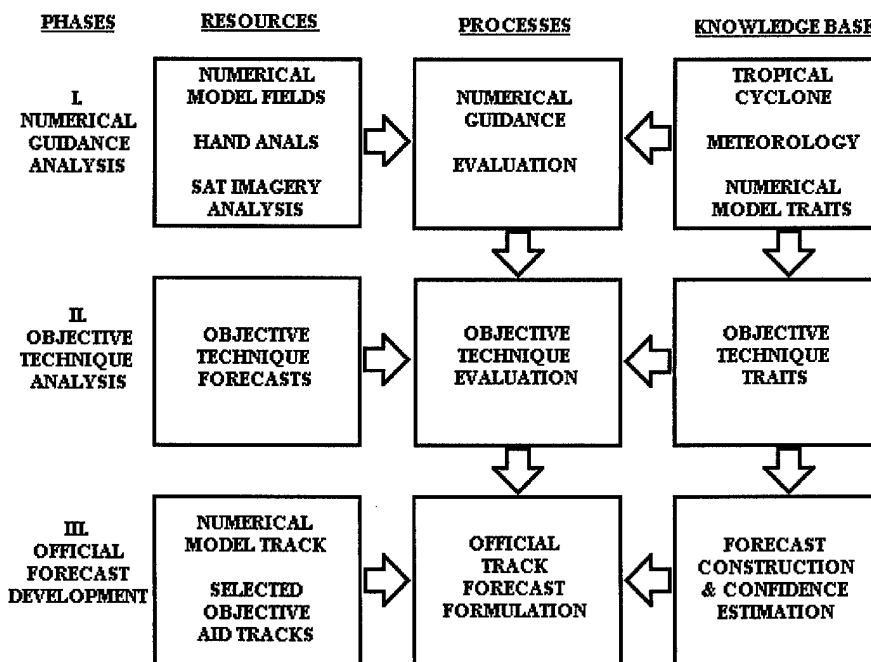 PHASES
RESOURCES
PROCESSES
KNOWLEDGE BASE
I.
NUMERICAL
GUIDANCE
ANALYSIS
NUMERICAL
MODEL FIELDS
HAND ANALS
SAT IMAGERY
ANALYSIS
NUMERICAL
GUIDANCE
EVALUATION
TROPICAL
CYCLONE
METEOROLOGY
NUMERICAL
MODEL TRAITS
II.
OBJECTIVE
TECHNIQUE
ANALYSIS
OBJECTIVE
TECHNIQUE
FORECASTS
OBJECTIVE
TECHNIQUE
EVALUATION
OBJECTIVE
TECHNIQUE
TRAITS
III.
OFFICIAL
FORECAST
DEVELOPMENT
NUMERICAL
MODEL TRACK
SELECTED
OBJECTIVE
AID TRACKS
OFFICIAL
TRACK
FORECAST
FORMULATION
FORECAST
CONSTRUCTION
& CONFIDENCE
ESTIMATION